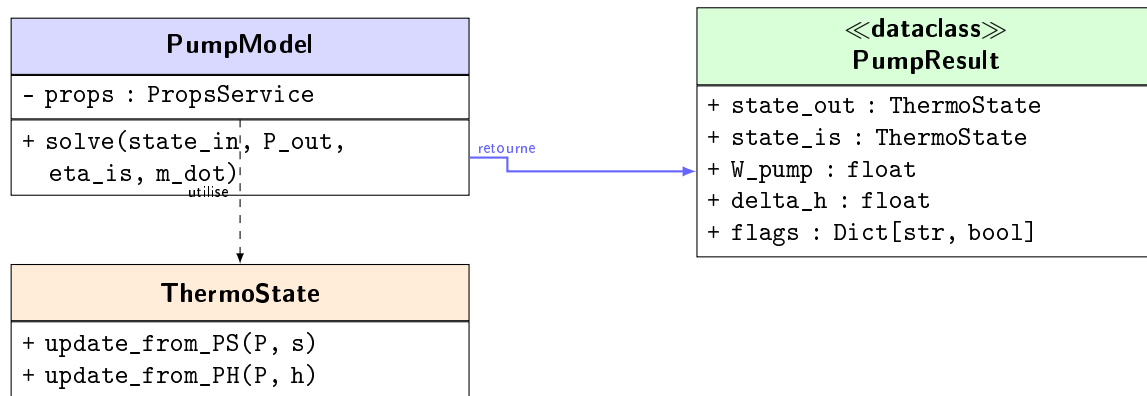 PumpModel
- props : PropsService
+ solve(state_in, P_out,
eta_is, m_dot)
utilise
retourne
≪dataclass≫
PumpResult
+ state_out : ThermoState
+ state_is : ThermoState
+ W_pump : float
+ delta_h : float
+ flags : Dict[str, bool]
ThermoState
+ update_from_PS(P, s)
+ update_from_PH(P, h)